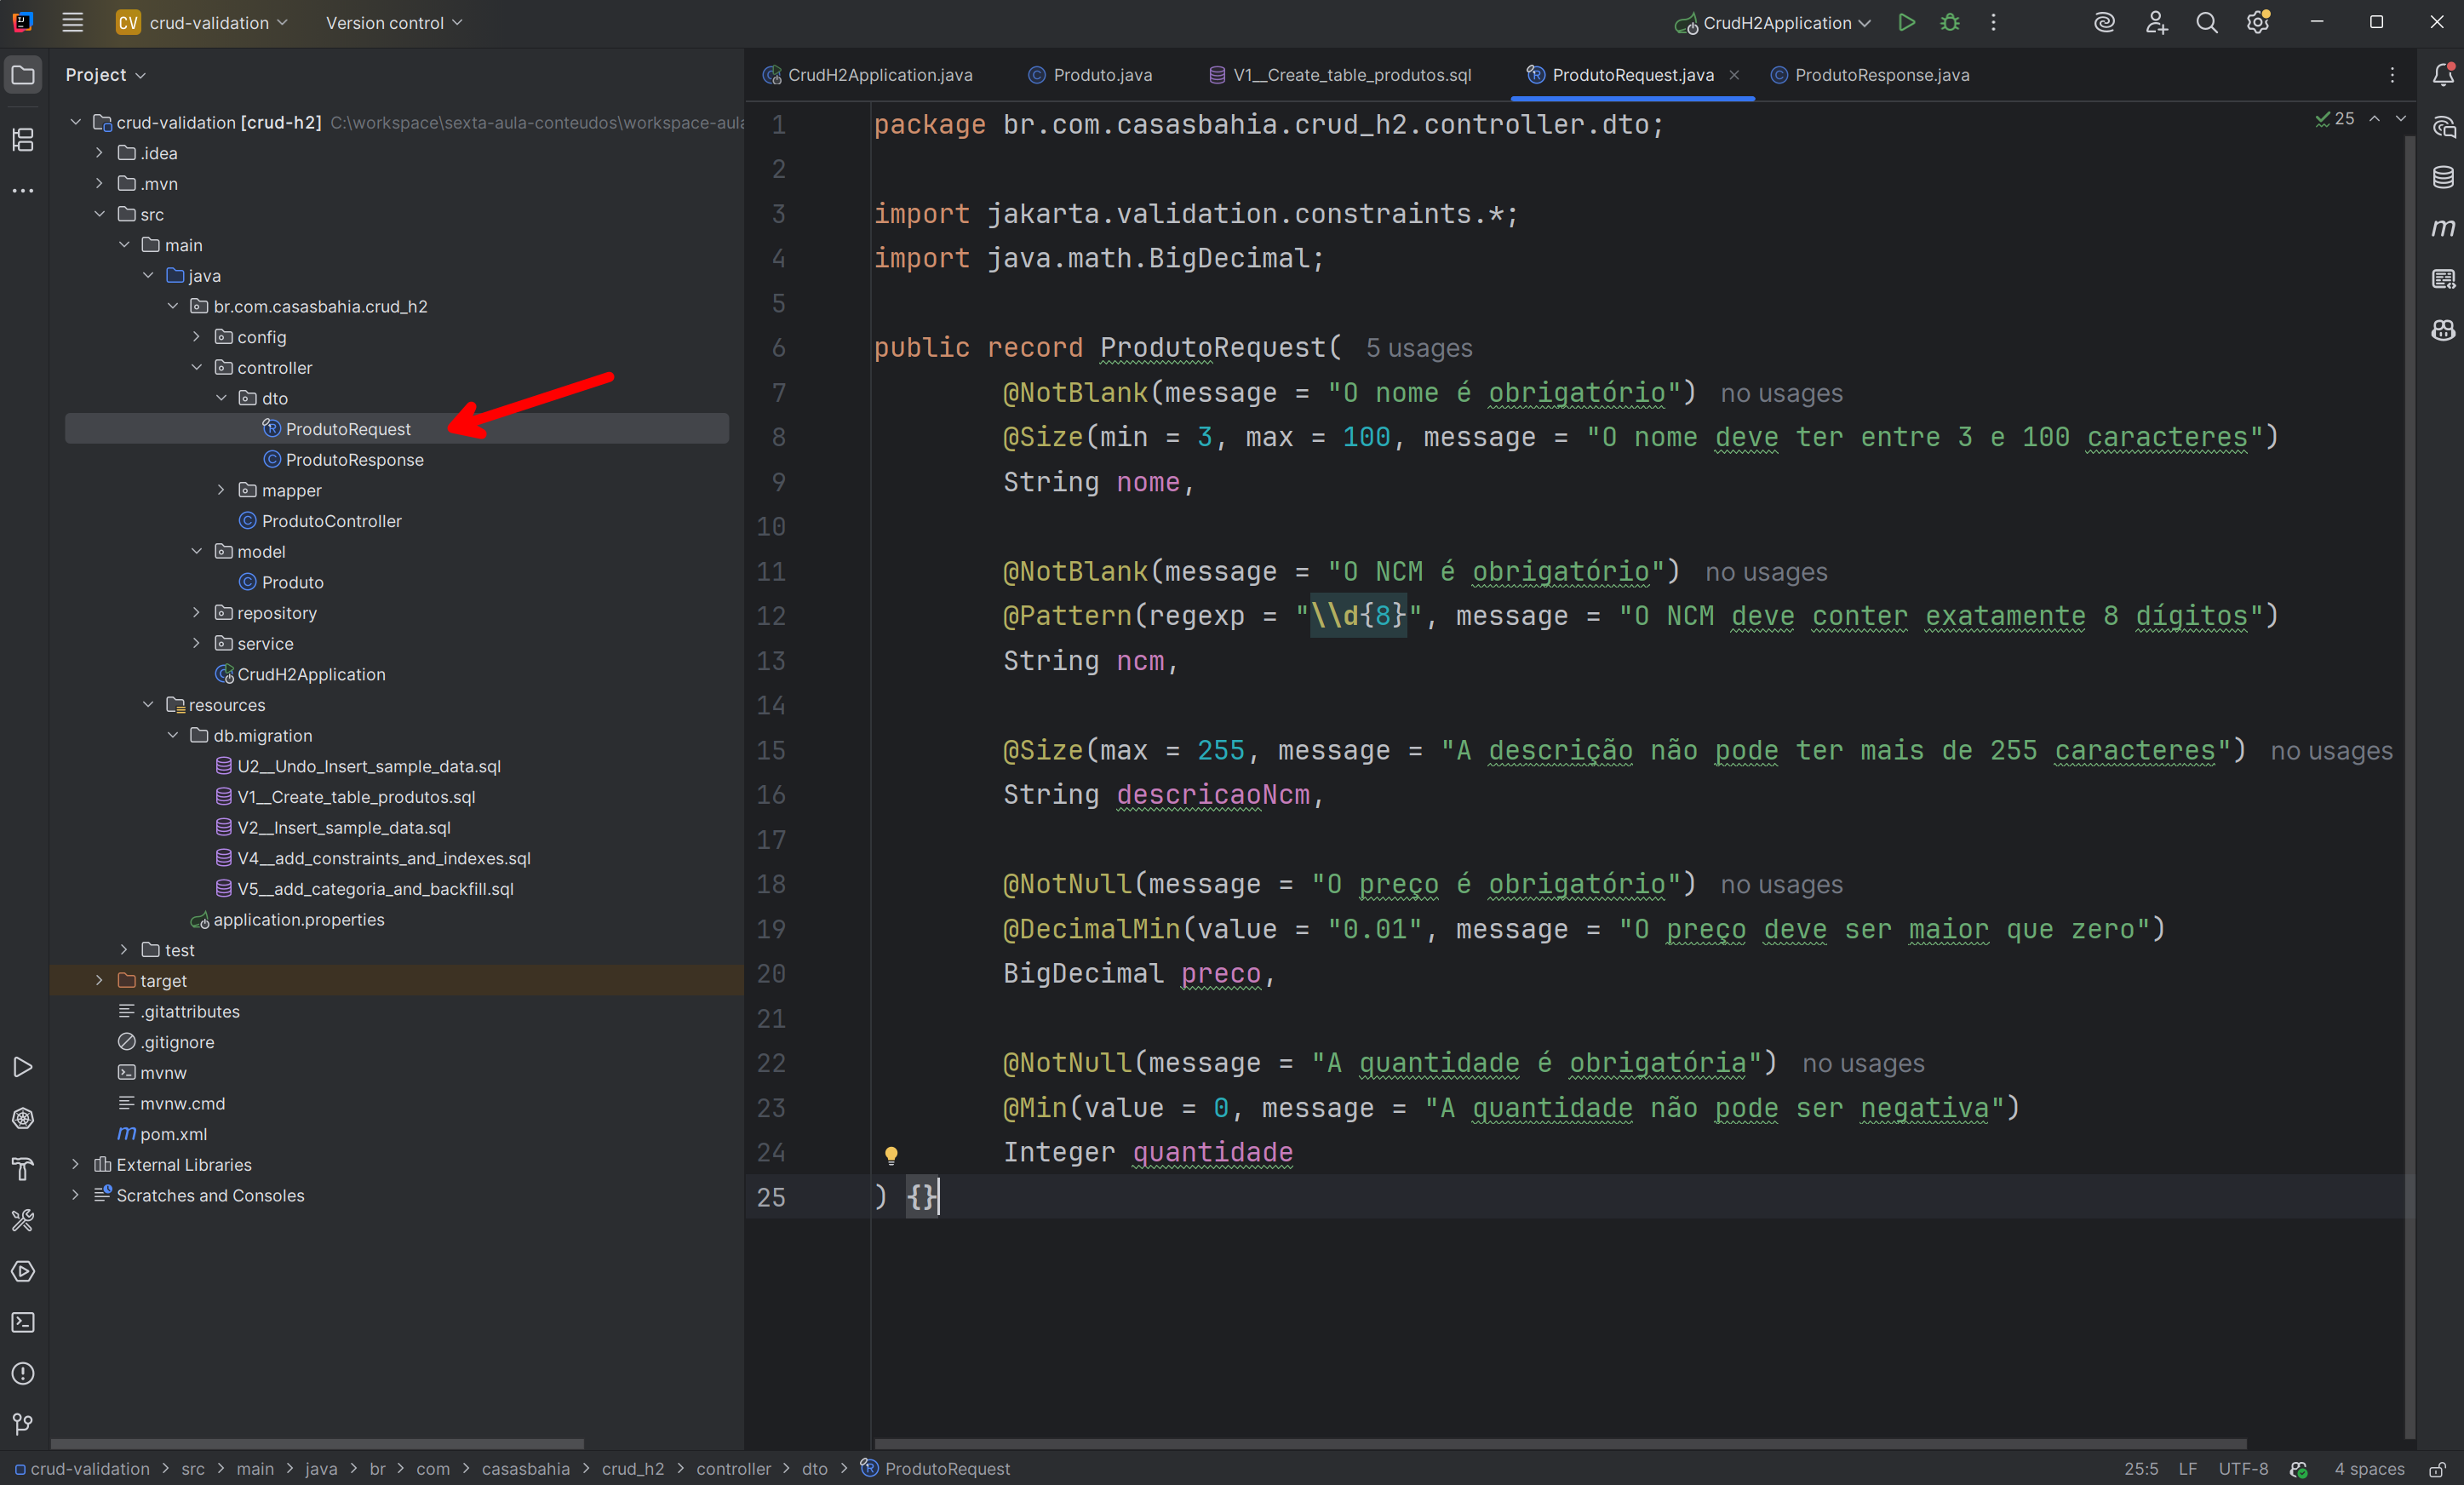 CV crud-validation Version control CrudH2Application
Project
crud-validation [crud-h2] C:\workspace\sexta-aula-conteudos\workspace-aula
.idea
.mvn
src
main
java
br.com.casasbahia.crud_h2
config
controller
dto
ProdutoRequest
ProdutoResponse
mapper
ProdutoController
model
Produto
repository
service
CrudH2Application
resources
db.migration
U2__Undo_Insert_sample_data.sql
V1__Create_table_produtos.sql
V2__Insert_sample_data.sql
V4__add_constraints_and_indexes.sql
V5__add_categoria_and_backfill.sql
application.properties
test
target
.gitattributes
.gitignore
mvnw
mvnw.cmd
pom.xml
External Libraries
Scratches and Consoles
CrudH2Application.java Produto.java V1__Create_table_produtos.sql ProdutoRequest.java ProdutoResponse.java
25
1 package br.com.casasbahia.crud_h2.controller.dto;
2
3 import jakarta.validation.constraints.*;
4 import java.math.BigDecimal;
5
6 public record ProdutoRequest( 5 usages
7 @NotBlank(message = "O nome é obrigatório") no usages
8 @Size(min = 3, max = 100, message = "O nome deve ter entre 3 e 100 caracteres")
9 String nome,
10
11 @NotBlank(message = "O NCM é obrigatório") no usages
12 @Pattern(regexp = "\\d{8}", message = "O NCM deve conter exatamente 8 dígitos")
13 String ncm,
14
15 @Size(max = 255, message = "A descrição não pode ter mais de 255 caracteres") no usages
16 String descricaoNcm,
17
18 @NotNull(message = "O preço é obrigatório") no usages
19 @DecimalMin(value = "0.01", message = "O preço deve ser maior que zero")
20 BigDecimal preco,
21
22 @NotNull(message = "A quantidade é obrigatória") no usages
23 @Min(value = 0, message = "A quantidade não pode ser negativa")
24 Integer quantidade
25 ) {}
crud-validation > src > main > java > br > com > casasbahia > crud_h2 > controller > dto > ProdutoRequest
25:5 LF UTF-8 4 spaces